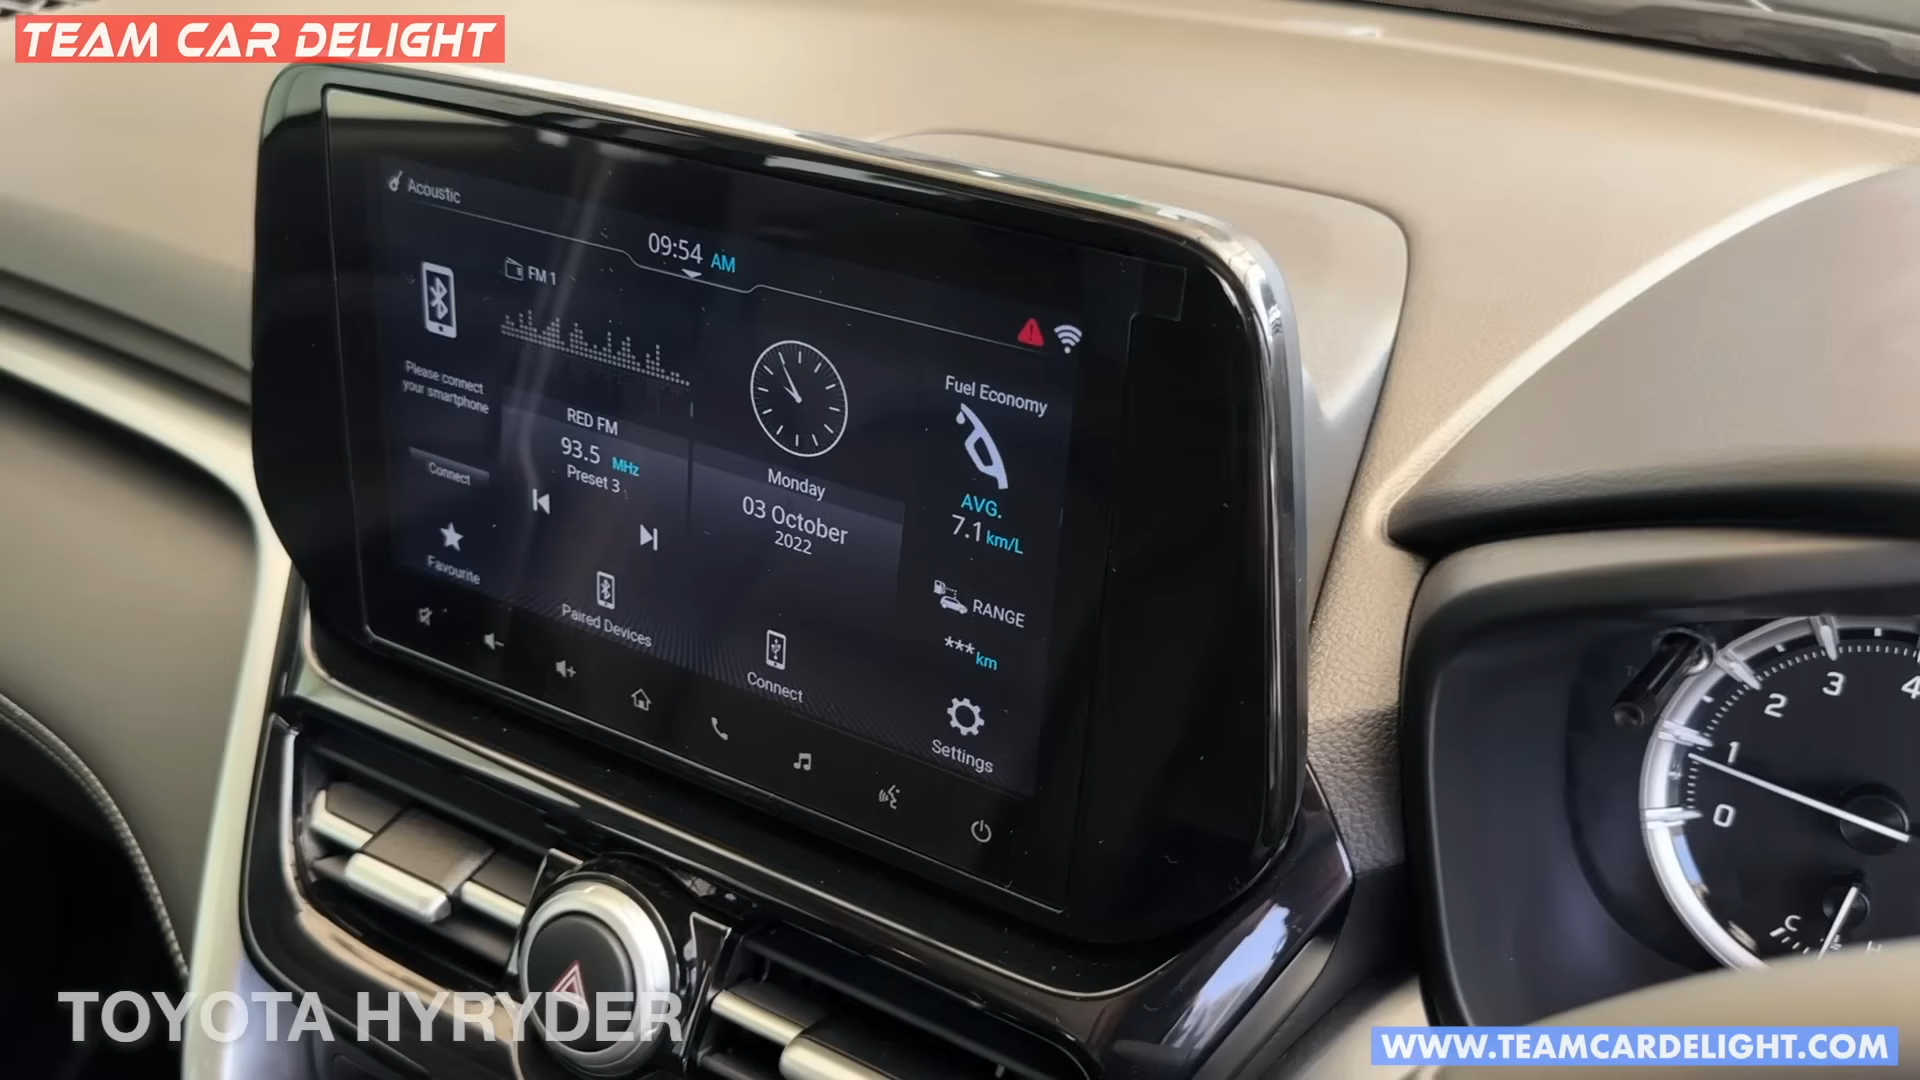 TEAM CAR DELIGHT
Acoustic
09:54 AM
FM 1
Please connect
your smartphone
Connect
Favourite
RED FM
93.5 MHz
Preset 3
Paired Devices
Monday
03 October
2022
Connect
Fuel Economy
AVG.
7.1 km/L
RANGE
*** km
Settings
0
1
2
3
4
C
H
TOYOTA HYRYDER
WWW.TEAMCARDELIGHT.COM